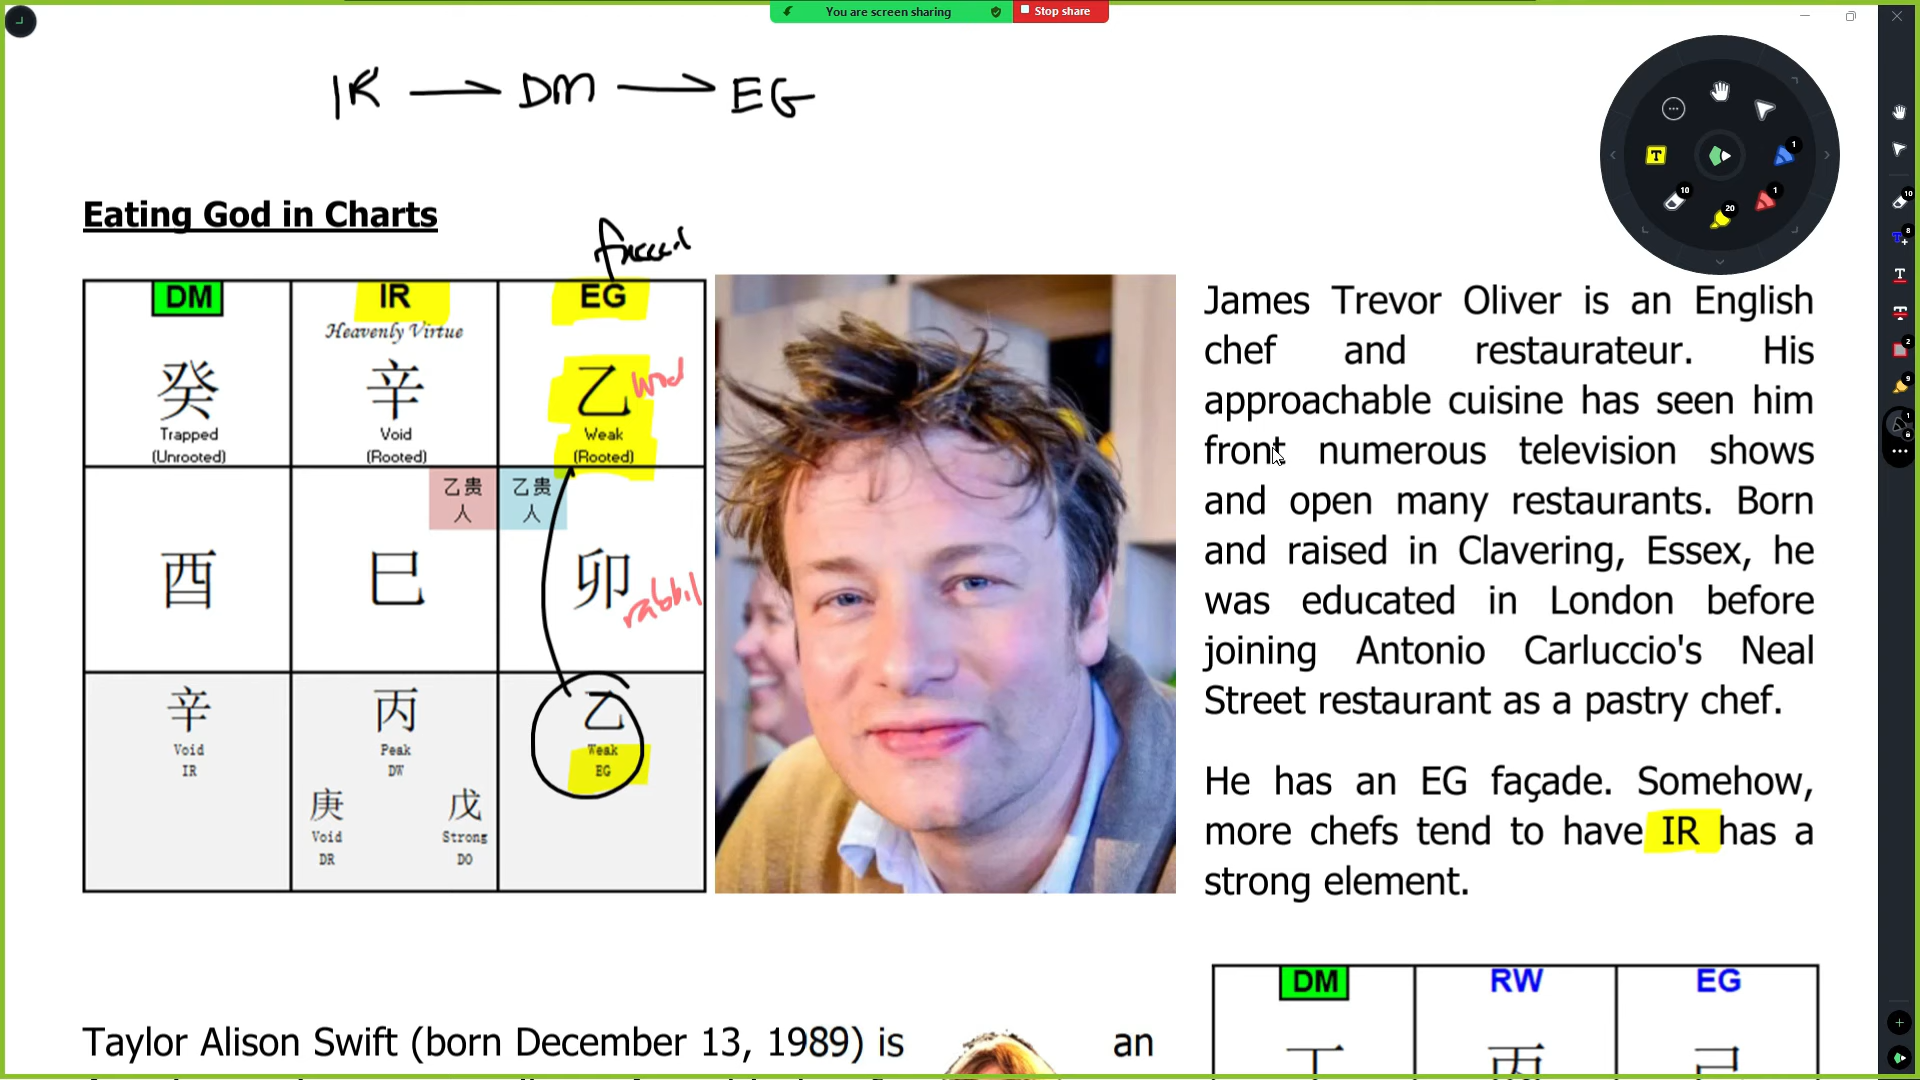 You are screen sharing
Stop share
IR → DM → EG
Eating God in Charts
DM
IR
EG
Heavenly Virtue
癸
辛
乙
wood
Trapped
Void
Weak
(Unrooted)
(Rooted)
(Rooted)
乙贵
人
乙贵
人
酉
巳
卯
rabbit
辛
丙
乙
Void
Peak
Weak
IR
DW
EG
庚
戊
Void
Strong
DR
DO
James Trevor Oliver is an English
chef and restaurateur. His
approachable cuisine has seen him
front numerous television shows
and open many restaurants. Born
and raised in Clavering, Essex, he
was educated in London before
joining Antonio Carluccio's Neal
Street restaurant as a pastry chef.
He has an EG façade. Somehow,
more chefs tend to have IR has a
strong element.
Taylor Alison Swift (born December 13, 1989) is an
DM
RW
EG
丁
丙
己